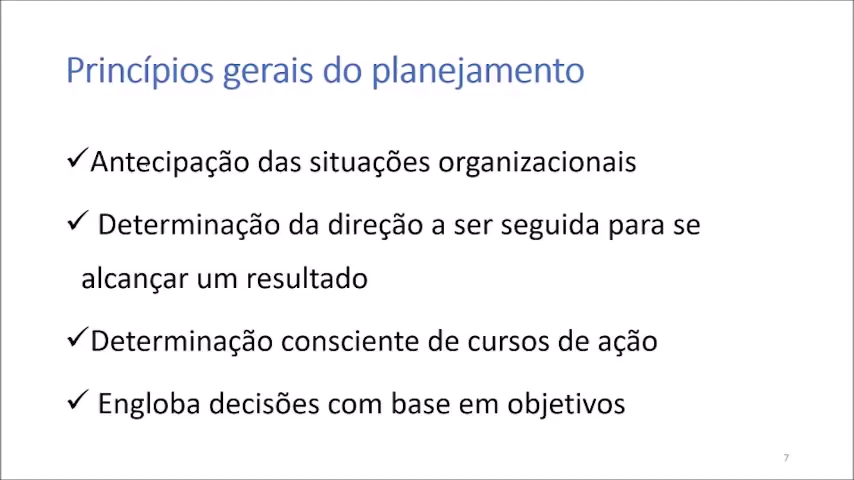 Princípios gerais do planejamento
✓Antecipação das situações organizacionais
✓ Determinação da direção a ser seguida para se
alcançar um resultado
✓Determinação consciente de cursos de ação
✓ Engloba decisões com base em objetivos
7